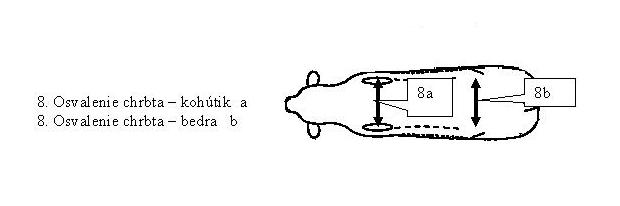 8. Osvalenie chrbta – kohútik  a
8. Osvalenie chrbta – bedra   b
8a
8b